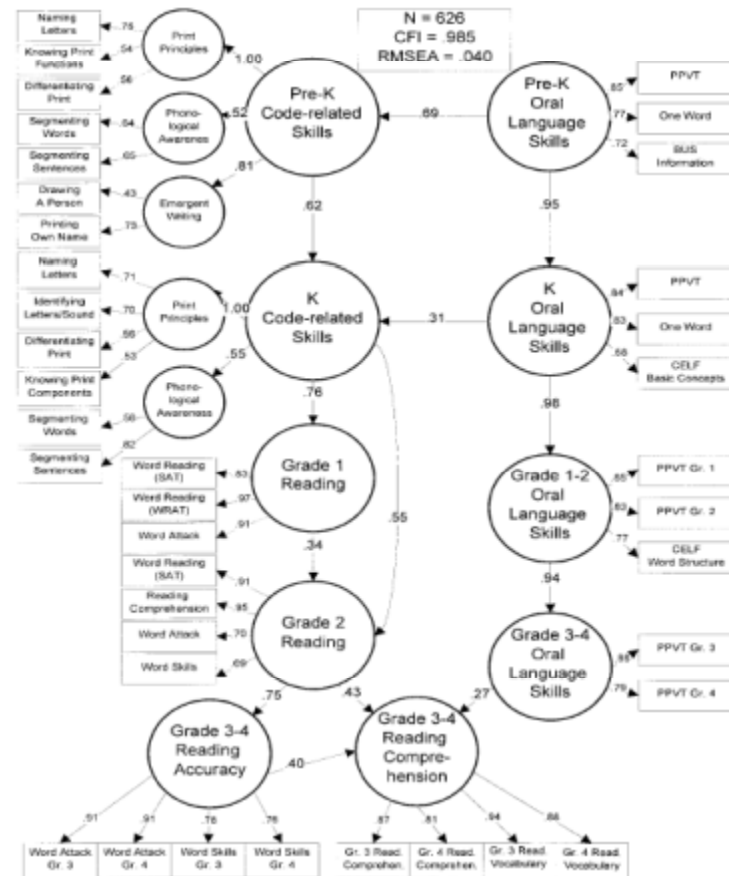 N = 626
CFI = .985
RMSEA = .040
Naming
Letters
.75
Knowing Print
Functions
.54
Differentiating
Print
.56
Print
Principles
1.00
Segmenting
Words
.64
Segmenting
Sentences
.65
Phono-
logical
Awareness
.52
Drawing
A Person
.43
Printing
Own Name
.75
Emergent
Writing
.81
Pre-K
Code-related
Skills
.69
Pre-K
Oral
Language
Skills
.85
PPVT
.77
One Word
.72
BUS
Information
.62
.95
Naming
Letters
.71
Identifying
Letters/Sound
.70
Differentiating
Print
Knowing Print
Components
.53
Print
Principles
1.00
Segmenting
Words
Segmenting
Sentences
.62
Phono-
logical
Awareness
.55
K
Code-related
Skills
.31
K
Oral
Language
Skills
.84
PPVT
One Word
CELF
Basic Concepts
.76
.98
.55
Word Reading
(SAT)
.83
Word Reading
(WRAT)
.97
Word Attack
.91
Grade 1
Reading
Grade 1-2
Oral
Language
Skills
PPVT Gr. 1
PPVT Gr. 2
.77
CELF
Word Structure
.34
.94
Word Reading
(SAT)
.91
Reading
Comprehension
.85
Word Attack
.70
Word Skills
.69
Grade 2
Reading
Grade 3-4
Oral
Language
Skills
PPVT Gr. 3
.79
PPVT Gr. 4
.75
.43
.27
Grade 3-4
Reading
Accuracy
.40
Grade 3-4
Reading
Compre-
hension
.91
.91
.76
.76
.87
.81
.94
.88
Word Attack
Gr. 3
Word Attack
Gr. 4
Word Skills
Gr. 3
Word Skills
Gr. 4
Gr. 3 Read.
Comprehen.
Gr. 4 Read.
Comprehen.
Gr. 3 Read.
Vocabulary
Gr. 4 Read.
Vocabulary